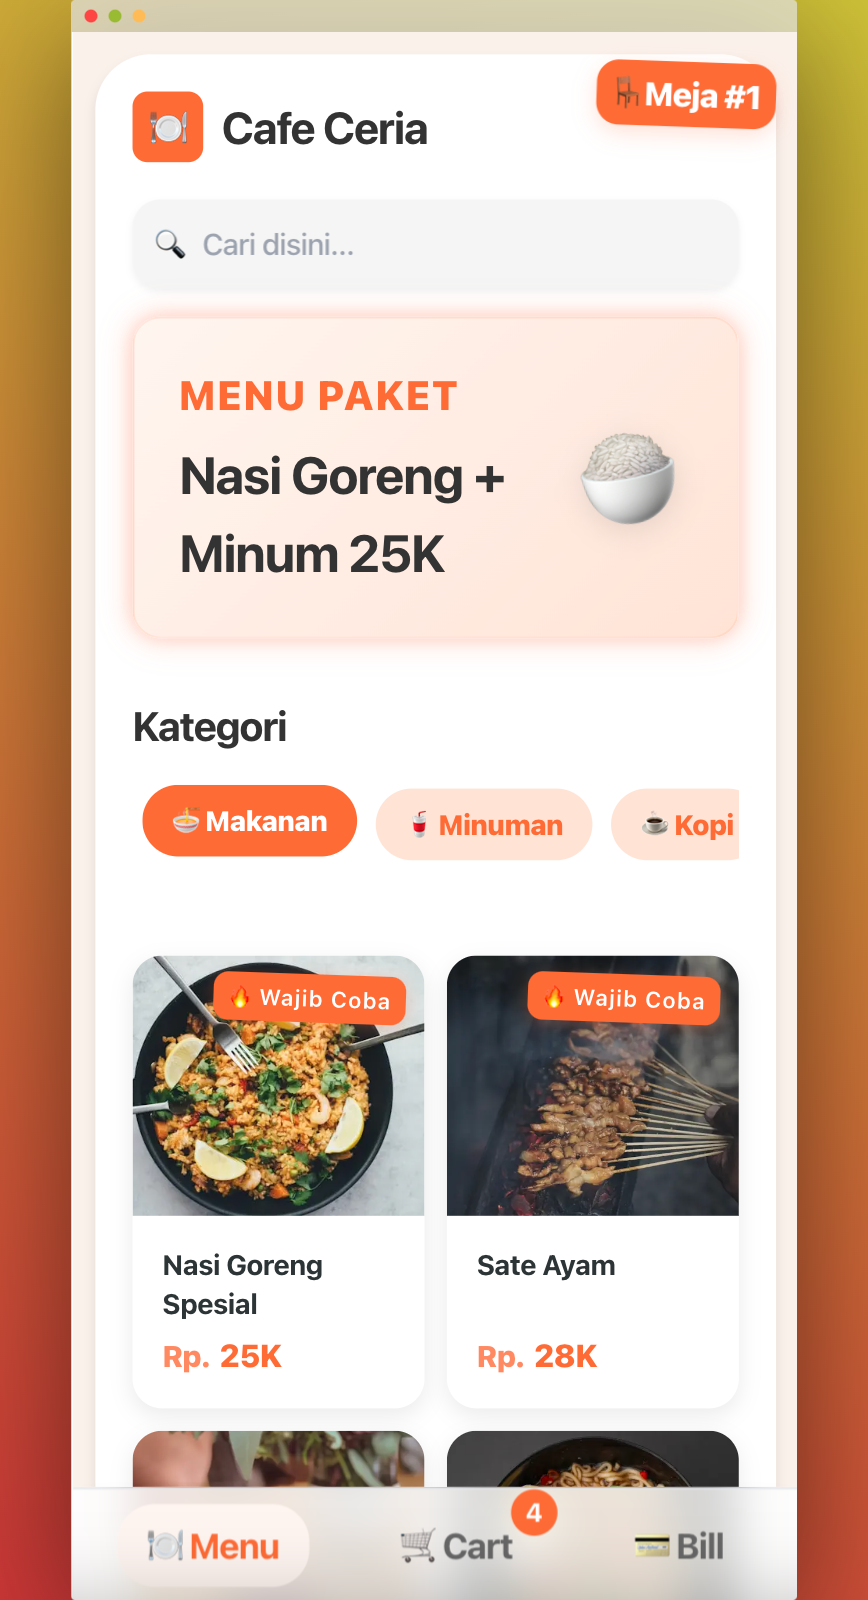 Cafe Ceria
Meja #1
Cari disini...
MENU PAKET
Nasi Goreng +
Minum 25K
Kategori
Makanan
Minuman
Kopi
Wajib Coba
Wajib Coba
Nasi Goreng
Spesial
Rp. 25K
Sate Ayam
Rp. 28K
Menu
Cart
4
Bill